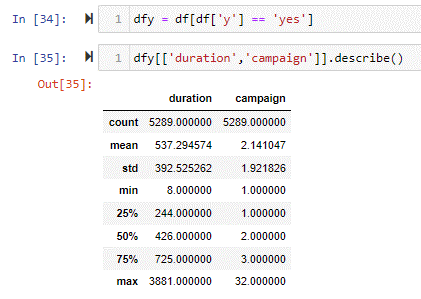 In [34]: 1 dfy = df[df['y'] == 'yes']
In [35]: 1 dfy[['duration','campaign']].describe()
Out[35]:
duration campaign
count 5289.000000 5289.000000
mean 537.294574 2.141047
std 392.525262 1.921826
min 8.000000 1.000000
25% 244.000000 1.000000
50% 426.000000 2.000000
75% 725.000000 3.000000
max 3881.000000 32.000000